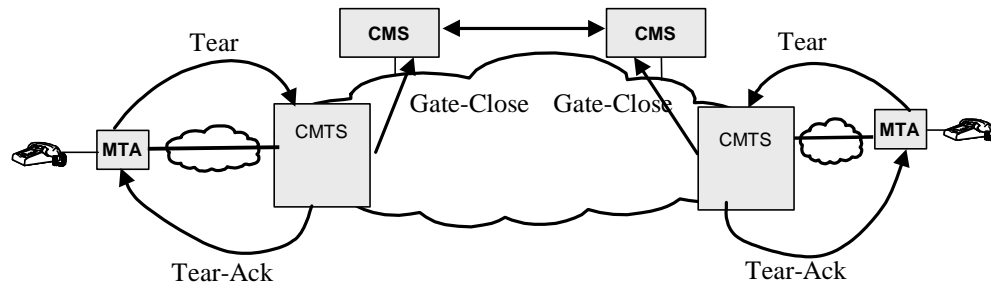 Tear
CMS
CMS
Tear
Gate-Close
Gate-Close
CMTS
CMTS
MTA
MTA
Tear-Ack
Tear-Ack